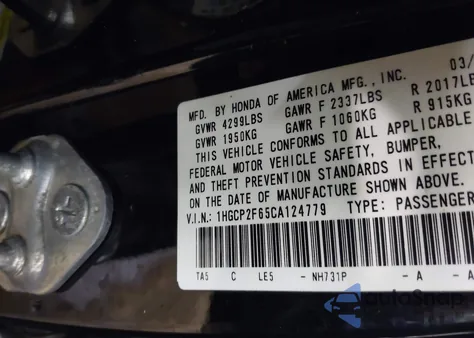 MFD. BY HONDA OF AMERICA MFG., INC. 03/
GVWR 4299LBS GAWR F 2337LBS R 2017LB
GVWR 1950KG GAWR F 1060KG R 915KG
THIS VEHICLE CONFORMS TO ALL APPLICABLE
FEDERAL MOTOR VEHICLE SAFETY, BUMPER,
AND THEFT PREVENTION STANDARDS IN EFFECT
ON THE DATE OF MANUFACTURE SHOWN ABOVE.
V.I.N.: 1HGCP2F65CA124779 TYPE: PASSENGER
TA5 C LE5 - NH731P - A - A
autoSnap